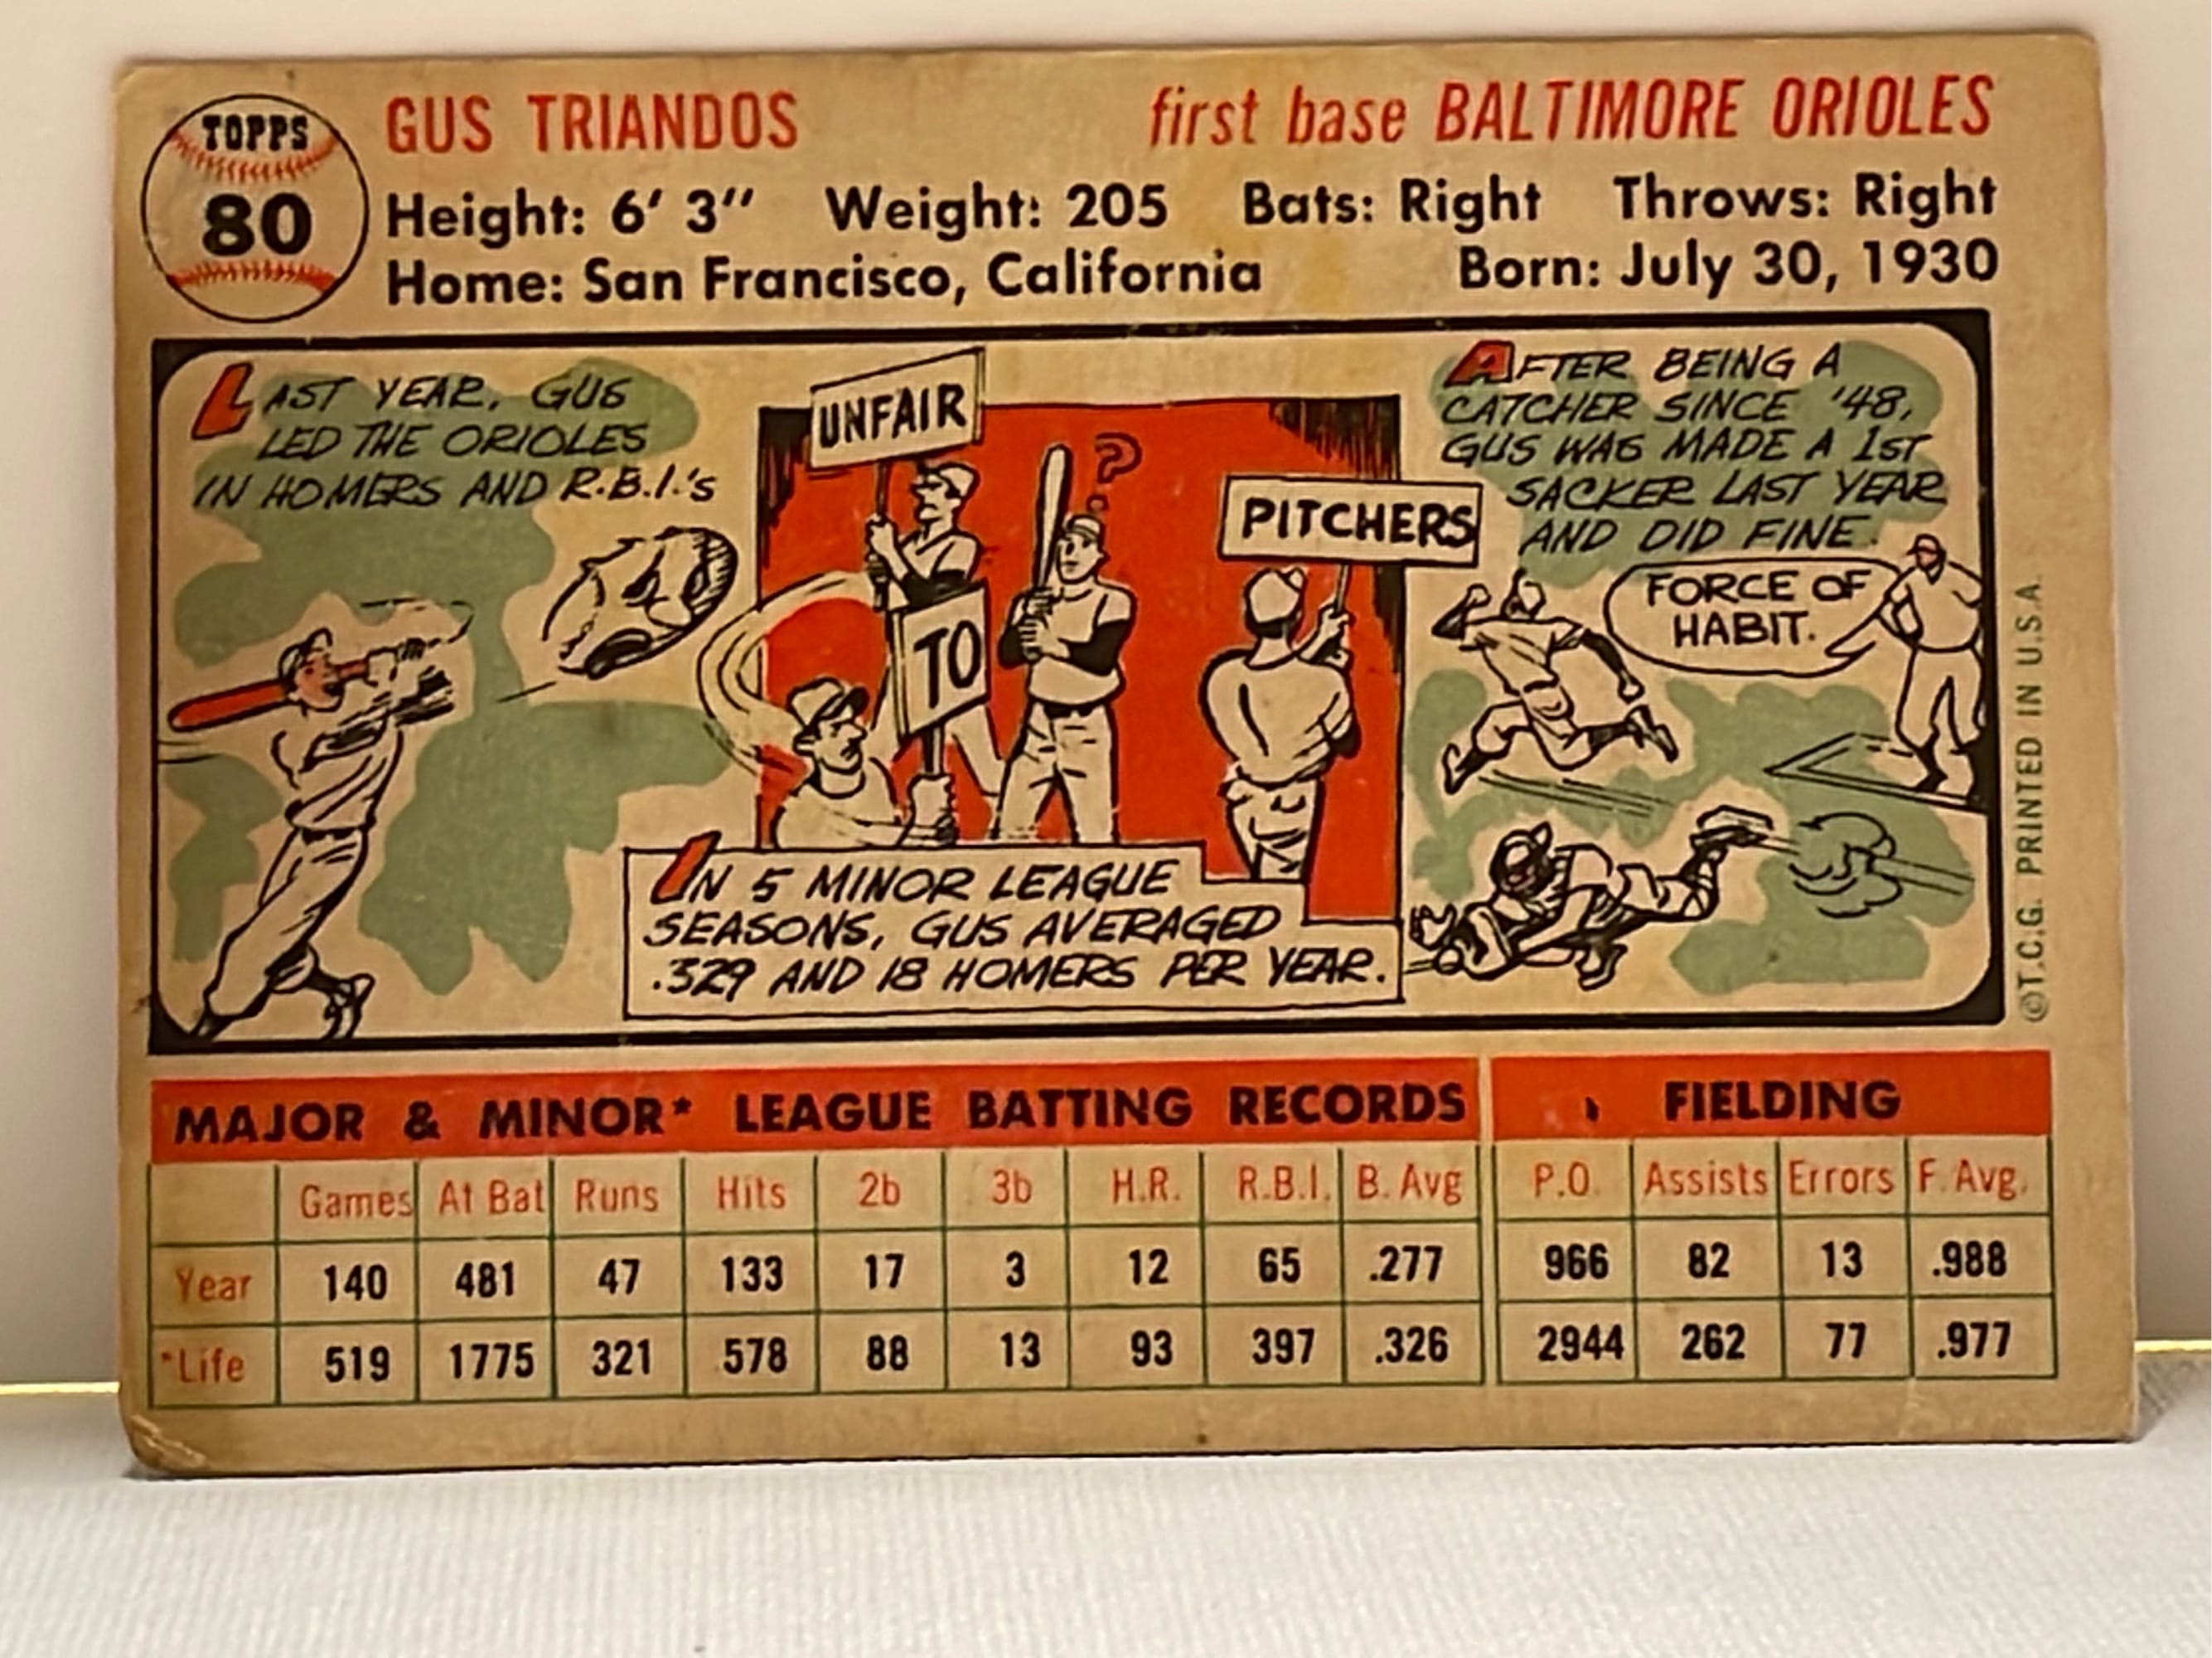 TOPPS
80
GUS TRIANDOS
first base BALTIMORE ORIOLES
Height: 6' 3" Weight: 205 Bats: Right Throws: Right
Home: San Francisco, California Born: July 30, 1930
LAST YEAR, GUS
LED THE ORIOLES
IN HOMERS AND R.B.I.'s
UNFAIR
TO
PITCHERS
?
IN 5 MINOR LEAGUE
SEASONS, GUS AVERAGED
.329 AND 18 HOMERS PER YEAR.
AFTER BEING A
CATCHER SINCE '48,
GUS WAS MADE A 1ST
SACKER LAST YEAR
AND DID FINE.
FORCE OF
HABIT.
©T.C.G. PRINTED IN U.S.A.
MAJOR & MINOR* LEAGUE BATTING RECORDS FIELDING
Games At Bat Runs Hits 2b 3b H.R. R.B.I. B. Avg P.O. Assists Errors F. Avg.
Year 140 481 47 133 17 3 12 65 .277 966 82 13 .988
*Life 519 1775 321 578 88 13 93 397 .326 2944 262 77 .977